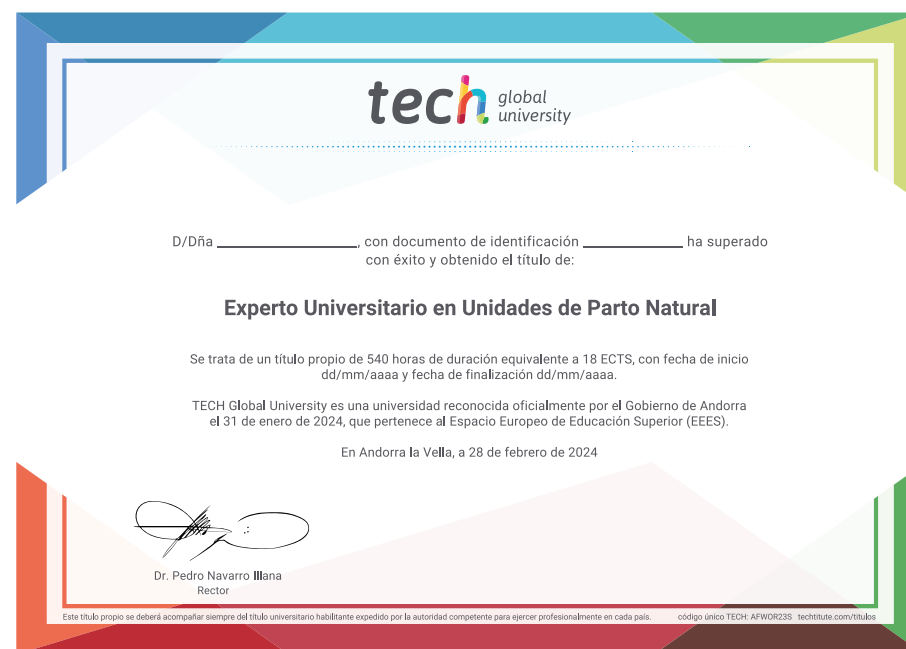 tech global university
D/Dña ________________, con documento de identificación ____________ ha superado
con éxito y obtenido el título de:
Experto Universitario en Unidades de Parto Natural
Se trata de un título propio de 540 horas de duración equivalente a 18 ECTS, con fecha de inicio
dd/mm/aaaa y fecha de finalización dd/mm/aaaa.
TECH Global University es una universidad reconocida oficialmente por el Gobierno de Andorra
el 31 de enero de 2024, que pertenece al Espacio Europeo de Educación Superior (EEES).
En Andorra la Vella, a 28 de febrero de 2024
Dr. Pedro Navarro Illana
Rector
Este título propio se deberá acompañar siempre del título universitario habilitante expedido por la autoridad competente para ejercer profesionalmente en cada país. código único TECH: AFWOR23S techtitute.com/titulos